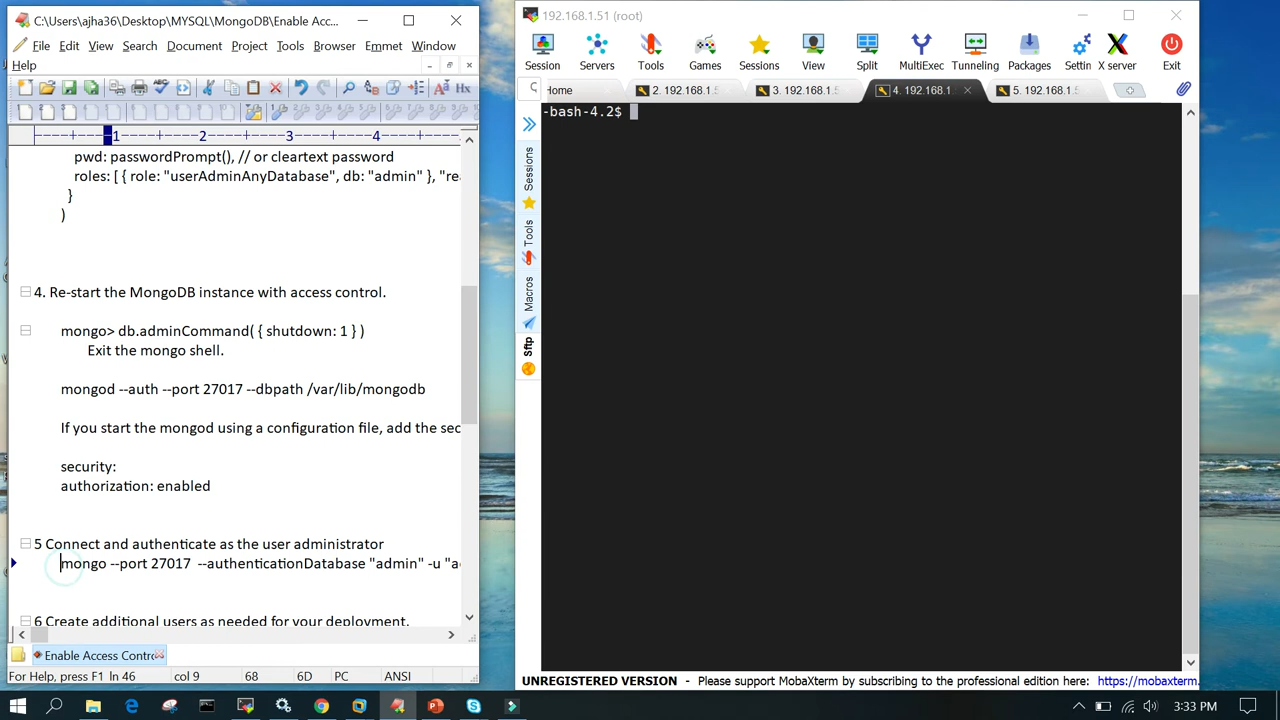 C:\Users\ajha36\Desktop\MYSQL\MongoDB\Enable Acc...
File Edit View Search Document Project Tools Browser Emmet Window
Help
1 2 3 4
pwd: passwordPrompt(), // or cleartext password
roles: [ { role: "userAdminAnyDatabase", db: "admin" }, "rea
}
)
4. Re-start the MongoDB instance with access control.
mongo> db.adminCommand( { shutdown: 1 } )
Exit the mongo shell.
mongod --auth --port 27017 --dbpath /var/lib/mongodb
If you start the mongod using a configuration file, add the sec
security:
authorization: enabled
5 Connect and authenticate as the user administrator
mongo --port 27017 --authenticationDatabase "admin" -u "a
6 Create additional users as needed for your deployment.
Enable Access Contro
For Help, press F1 ln 46 col 9 68 6D PC ANSI
192.168.1.51 (root)
Session Servers Tools Games Sessions View Split MultiExec Tunneling Packages Settin X server Exit
Home 2. 192.168.1.5 3. 192.168.1.5 4. 192.168.1. 5. 192.168.1.5
-bash-4.2$
Sessions
Tools
Macros
Sftp
UNREGISTERED VERSION - Please support MobaXterm by subscribing to the professional edition here: https://mobaxterm.
3:33 PM